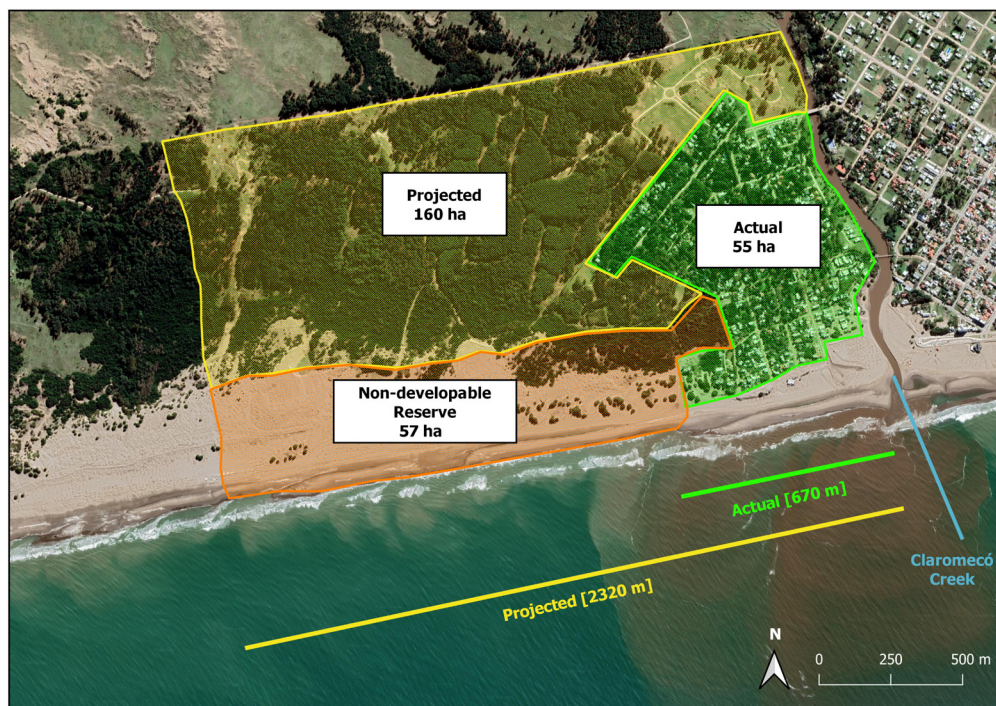 Projected
160 ha
Actual
55 ha
Non-developable
Reserve
57 ha
Actual [670 m]
Projected [2320 m]
Claromecó
Creek
N
0 250 500 m